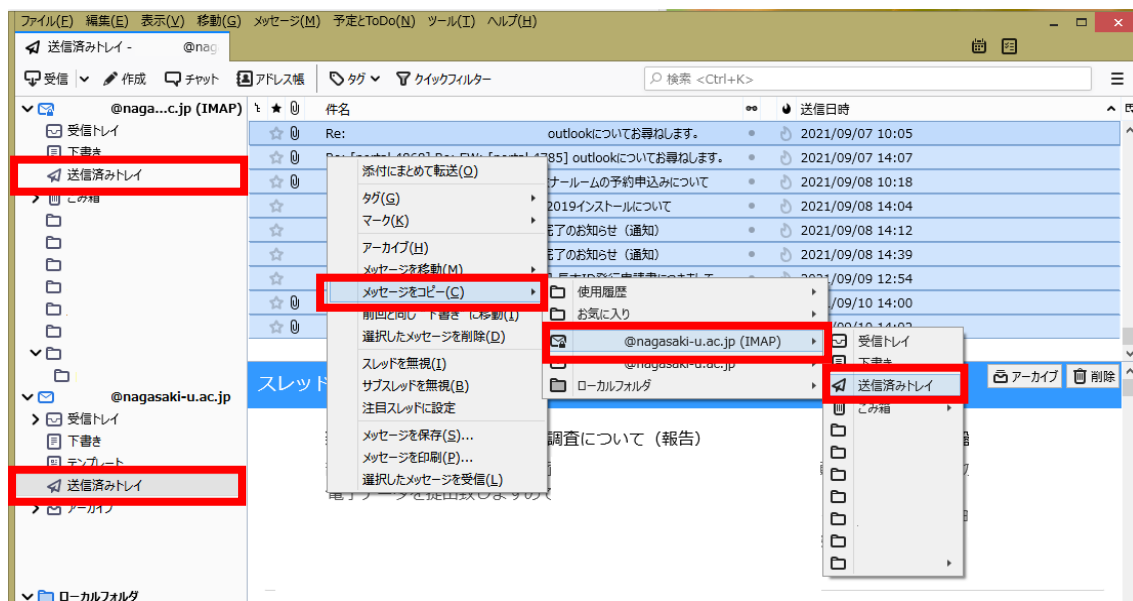 ファイル(F) 編集(E) 表示(V) 移動(G) メッセージ(M) 予定とToDo(N) ツール(T) ヘルプ(H)
送信済みトレイ - @nag
受信 作成 チャット アドレス帳 タグ クイックフィルター 検索 <Ctrl+K>
@naga...c.jp (IMAP)
受信トレイ
下書き
送信済みトレイ
ごみ箱
@nagasaki-u.ac.jp
受信トレイ
下書き
テンプレート
送信済みトレイ
アーカイブ
ローカルフォルダ
件名 送信日時
Re: outlookについてお尋ねします。 2021/09/07 10:05
4785] outlookについてお尋ねします。 2021/09/07 14:07
ナールームの予約申込みについて 2021/09/08 10:18
2019インストールについて 2021/09/08 14:04
完了のお知らせ（通知） 2021/09/08 14:12
完了のお知らせ（通知） 2021/09/08 14:39
2021/09/09 12:54
/09/10 14:00
添付にまとめて転送(O)
タグ(G)
マーク(K)
アーカイブ(H)
メッセージを移動(M)
メッセージをコピー(C)
前回と同じ "下書き" に移動(I)
選択したメッセージを削除(D)
スレッドを無視(I)
サブスレッドを無視(B)
注目スレッドに設定
メッセージを保存(S)...
メッセージを印刷(P)...
選択したメッセージを受信(L)
使用履歴
お気に入り
@nagasaki-u.ac.jp (IMAP)
@nagasaki-u.ac.jp
ローカルフォルダ
受信トレイ
下書き
送信済みトレイ
ごみ箱
スレッド アーカイブ 削除
調査について（報告）
電子データを提出致しますので